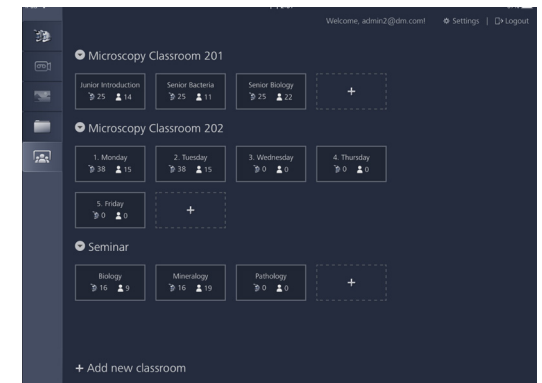 Welcome, admin2@dm.com! Settings | Logout
Microscopy Classroom 201
Junior Introduction Senior Bacteria Senior Biology
25 14 25 11 25 22 +
Microscopy Classroom 202
1. Monday 2. Tuesday 3. Wednesday 4. Thursday
38 15 38 15 0 0 0 0
5. Friday
0 0 +
Seminar
Biology Mineralogy Pathology
16 9 16 19 0 0 +
+ Add new classroom